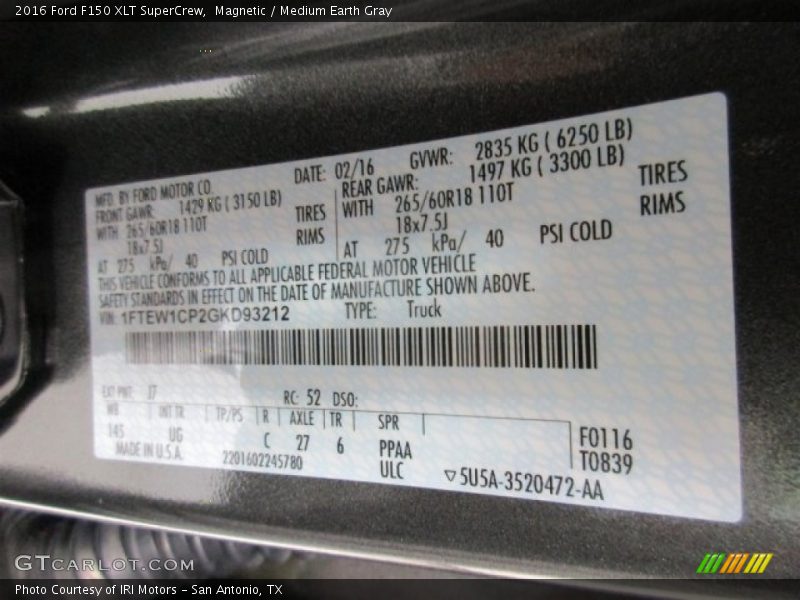 2016 Ford F150 XLT SuperCrew, Magnetic / Medium Earth Gray
MFD. BY FORD MOTOR CO.
DATE: 02/16
GVWR: 2835 KG ( 6250 LB)
FRONT GAWR: 1429 KG ( 3150 LB)
REAR GAWR: 1497 KG ( 3300 LB)
WITH 265/60R18 110T TIRES
18x7.5J RIMS
AT 275 kPa/ 40 PSI COLD
WITH 265/60R18 110T TIRES
18x7.5J RIMS
AT 275 kPa/ 40 PSI COLD
THIS VEHICLE CONFORMS TO ALL APPLICABLE FEDERAL MOTOR VEHICLE
SAFETY STANDARDS IN EFFECT ON THE DATE OF MANUFACTURE SHOWN ABOVE.
VIN: 1FTEW1CP2GKD93212 TYPE: Truck
EXT PNT: J7 RC: 52 DSO:
WB INT TR TP/PS R AXLE TR SPR
145 UG C 27 6 PPAA
F0116
MADE IN U.S.A. 2201602245780 ULC
T0839
▽5U5A-3520472-AA
GTCARLOT.COM
Photo Courtesy of IRI Motors – San Antonio, TX